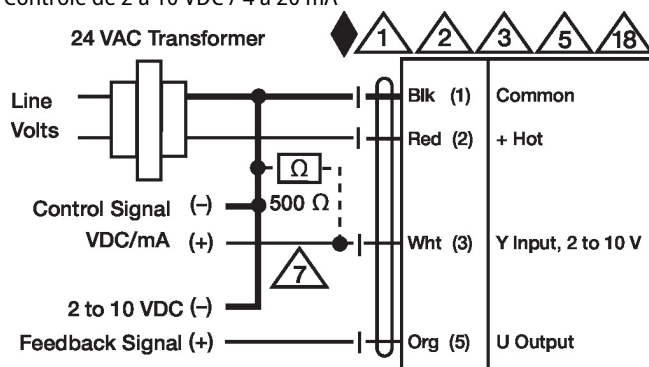 Contrôle de 2 à 10 VDC / 4 à 20 mA
24 VAC Transformer
1 2 3 5 18
Line
Volts
Blk (1) Common
Red (2) + Hot
Ω
500 Ω
Control Signal (-)
VDC/mA (+)
Wht (3) Y Input, 2 to 10 V
7
2 to 10 VDC (-)
Feedback Signal (+)
Org (5) U Output